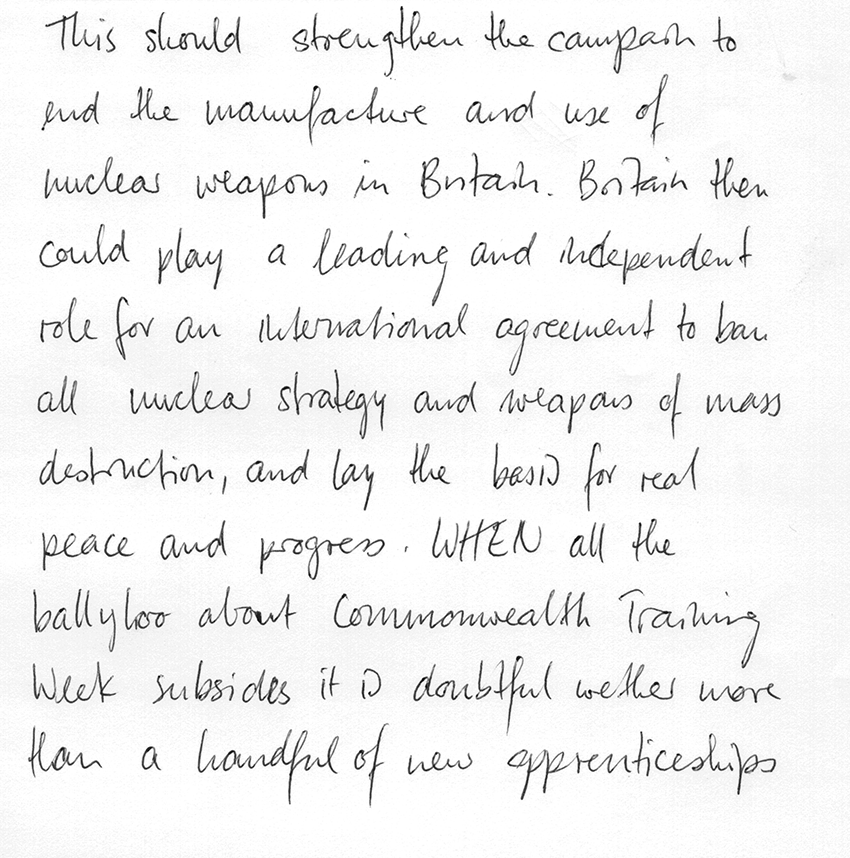 This should strengthen the campain to
end the manufacture and use of
nuclear weapons in Britain. Britain then
could play a leading and independent
role for an international agreement to ban
all nuclear strategy and weapons of mass
destruction, and lay the basis for real
peace and progress. WHEN all the
ballyhoo about Commonwealth Training
Week subsides it is doubtful wether more
than a handful of new apprenticeships